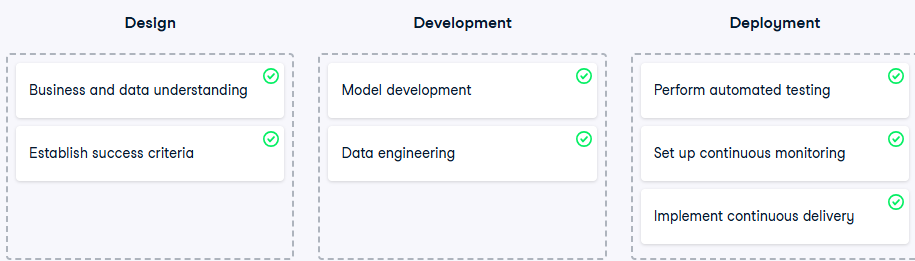 Design
Business and data understanding
Establish success criteria
Development
Model development
Data engineering
Deployment
Perform automated testing
Set up continuous monitoring
Implement continuous delivery